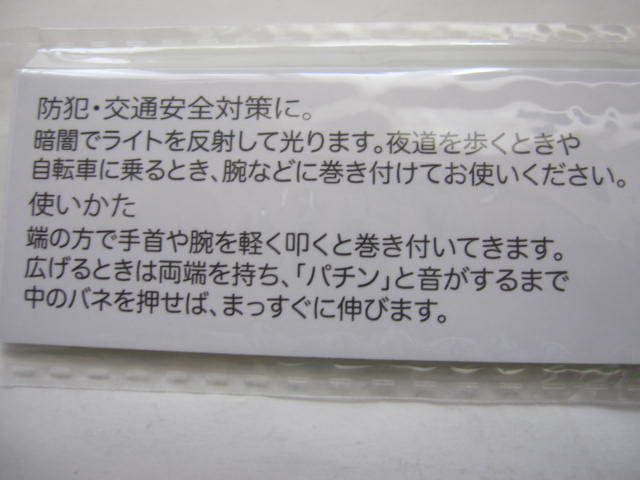 防犯・交通安全対策に。
暗闇でライトを反射して光ります。夜道を歩くときや
自転車に乗るとき、腕などに巻き付けてお使いください。
使いかた
端の方で手首や腕を軽く叩くと巻き付いてきます。
広げるときは両端を持ち、「パチン」と音がするまで
中のバネを押せば、まっすぐに伸びます。